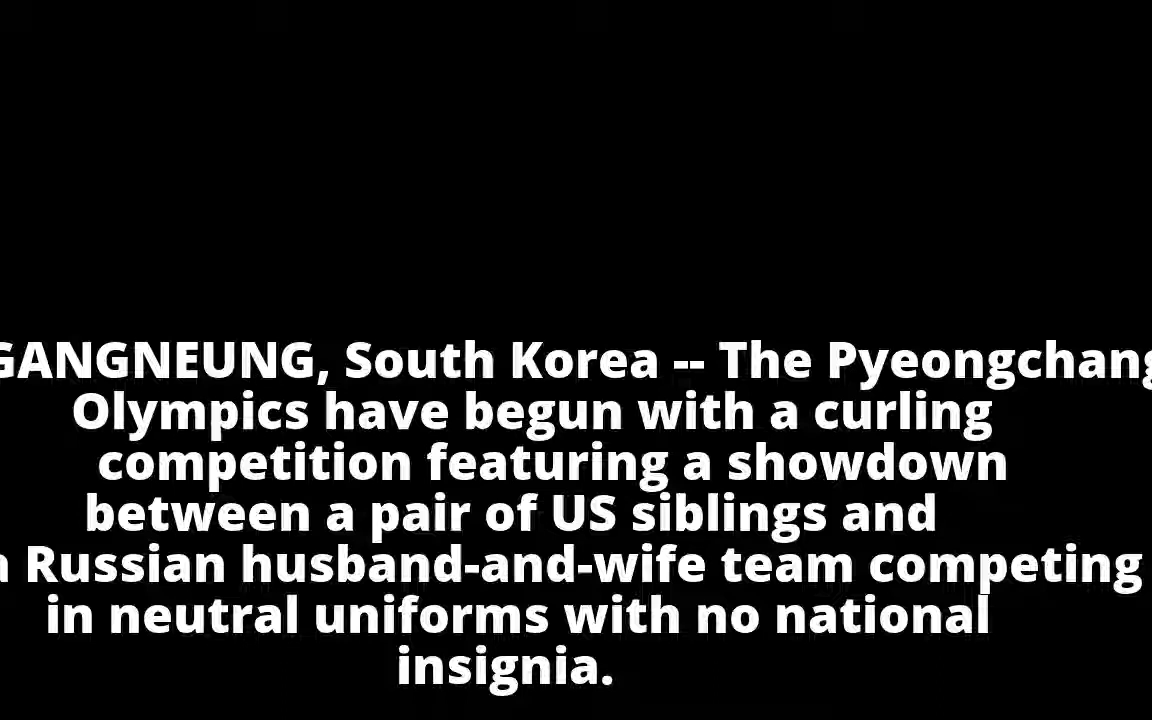 GANGNEUNG, South Korea -- The Pyeongchang
Olympics have begun with a curling
competition featuring a showdown
between a pair of US siblings and
a Russian husband-and-wife team competing
in neutral uniforms with no national
insignia.